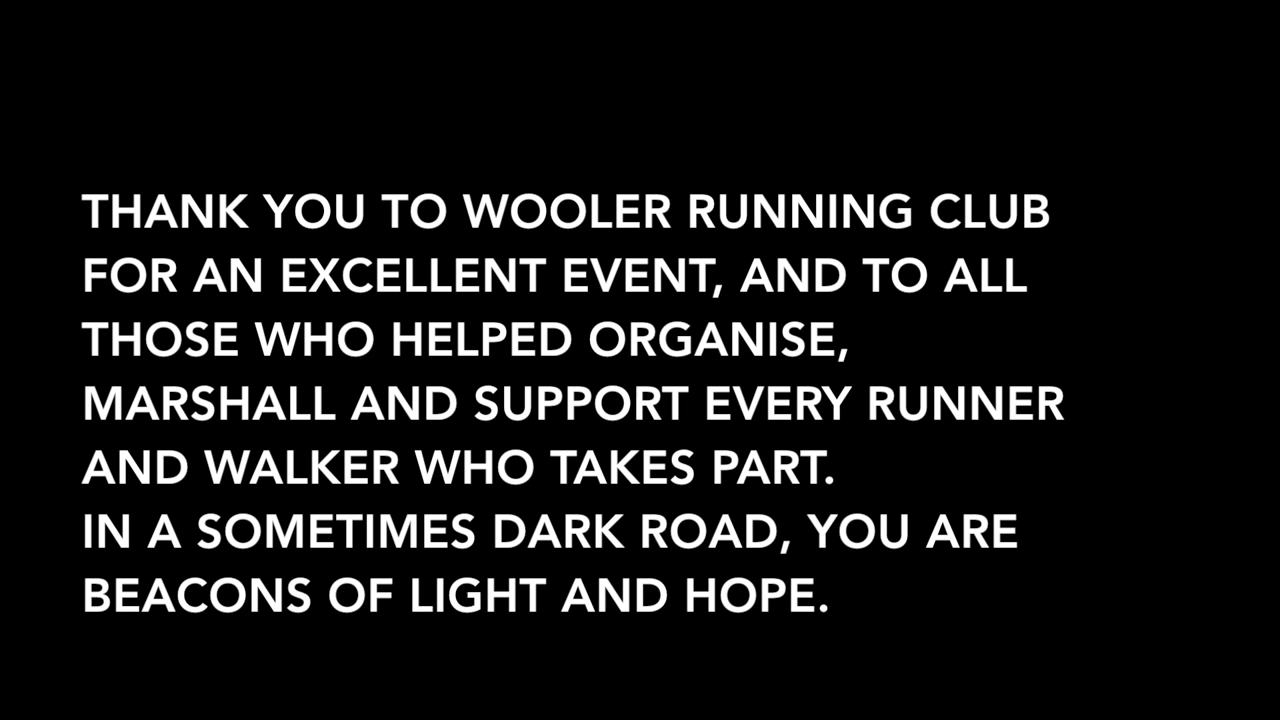 THANK YOU TO WOOLER RUNNING CLUB
FOR AN EXCELLENT EVENT, AND TO ALL
THOSE WHO HELPED ORGANISE,
MARSHALL AND SUPPORT EVERY RUNNER
AND WALKER WHO TAKES PART.
IN A SOMETIMES DARK ROAD, YOU ARE
BEACONS OF LIGHT AND HOPE.